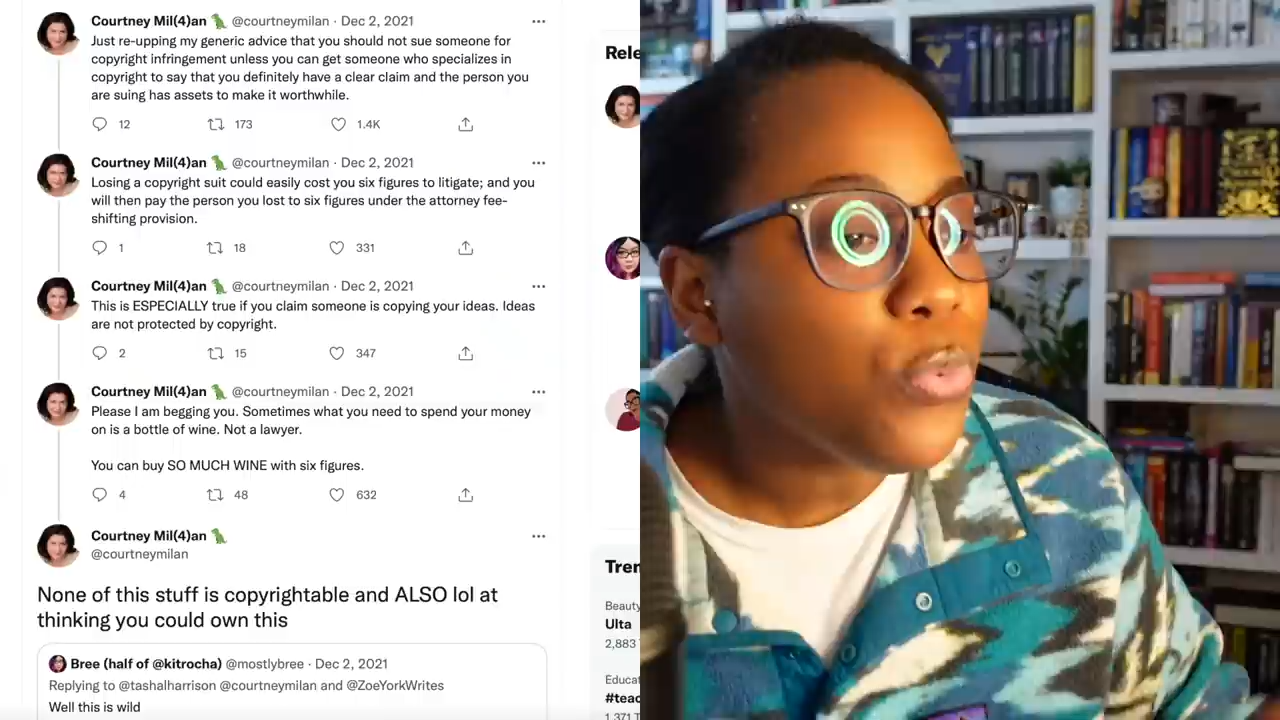 Courtney Mil(4)an 🦖 @courtneymilan · Dec 2, 2021
Just re-upping my generic advice that you should not sue someone for
copyright infringement unless you can get someone who specializes in
copyright to say that you definitely have a clear claim and the person you
are suing has assets to make it worthwhile.
12 173 1.4K
Courtney Mil(4)an 🦖 @courtneymilan · Dec 2, 2021
Losing a copyright suit could easily cost you six figures to litigate; and you
will then pay the person you lost to six figures under the attorney fee-
shifting provision.
1 18 331
Courtney Mil(4)an 🦖 @courtneymilan · Dec 2, 2021
This is ESPECIALLY true if you claim someone is copying your ideas. Ideas
are not protected by copyright.
2 15 347
Courtney Mil(4)an 🦖 @courtneymilan · Dec 2, 2021
Please I am begging you. Sometimes what you need to spend your money
on is a bottle of wine. Not a lawyer.
You can buy SO MUCH WINE with six figures.
4 48 632
Courtney Mil(4)an 🦖
@courtneymilan
None of this stuff is copyrightable and ALSO lol at
thinking you could own this
Bree (half of @kitrocha) @mostlybree · Dec 2, 2021
Replying to @tashalharrison @courtneymilan and @ZoeYorkWrites
Well this is wild
Rele
Tren
Beauty
Ulta
2,883
Educat
#teac
1,371 T